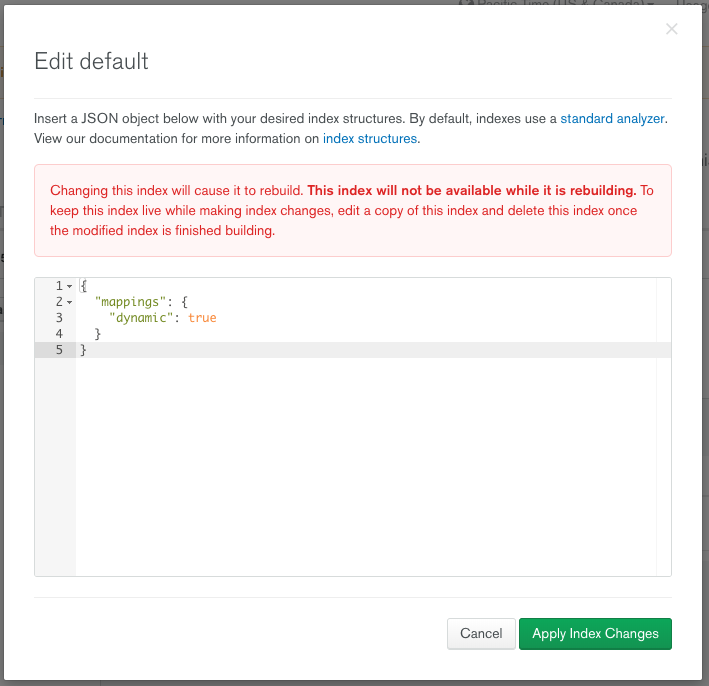 Pacific Time (US & Canada)
×
Edit default
Insert a JSON object below with your desired index structures. By default, indexes use a standard analyzer.
View our documentation for more information on index structures.
Changing this index will cause it to rebuild. This index will not be available while it is rebuilding. To
keep this index live while making index changes, edit a copy of this index and delete this index once
the modified index is finished building.
1 {
2 "mappings": {
3 "dynamic": true
4 }
5 }
Cancel Apply Index Changes